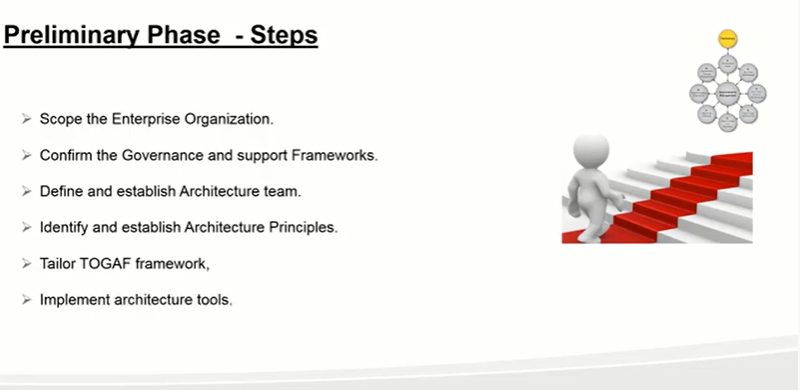 Preliminary Phase - Steps
Scope the Enterprise Organization.
Confirm the Governance and support Frameworks.
Define and establish Architecture team.
Identify and establish Architecture Principles.
Tailor TOGAF framework,
Implement architecture tools.